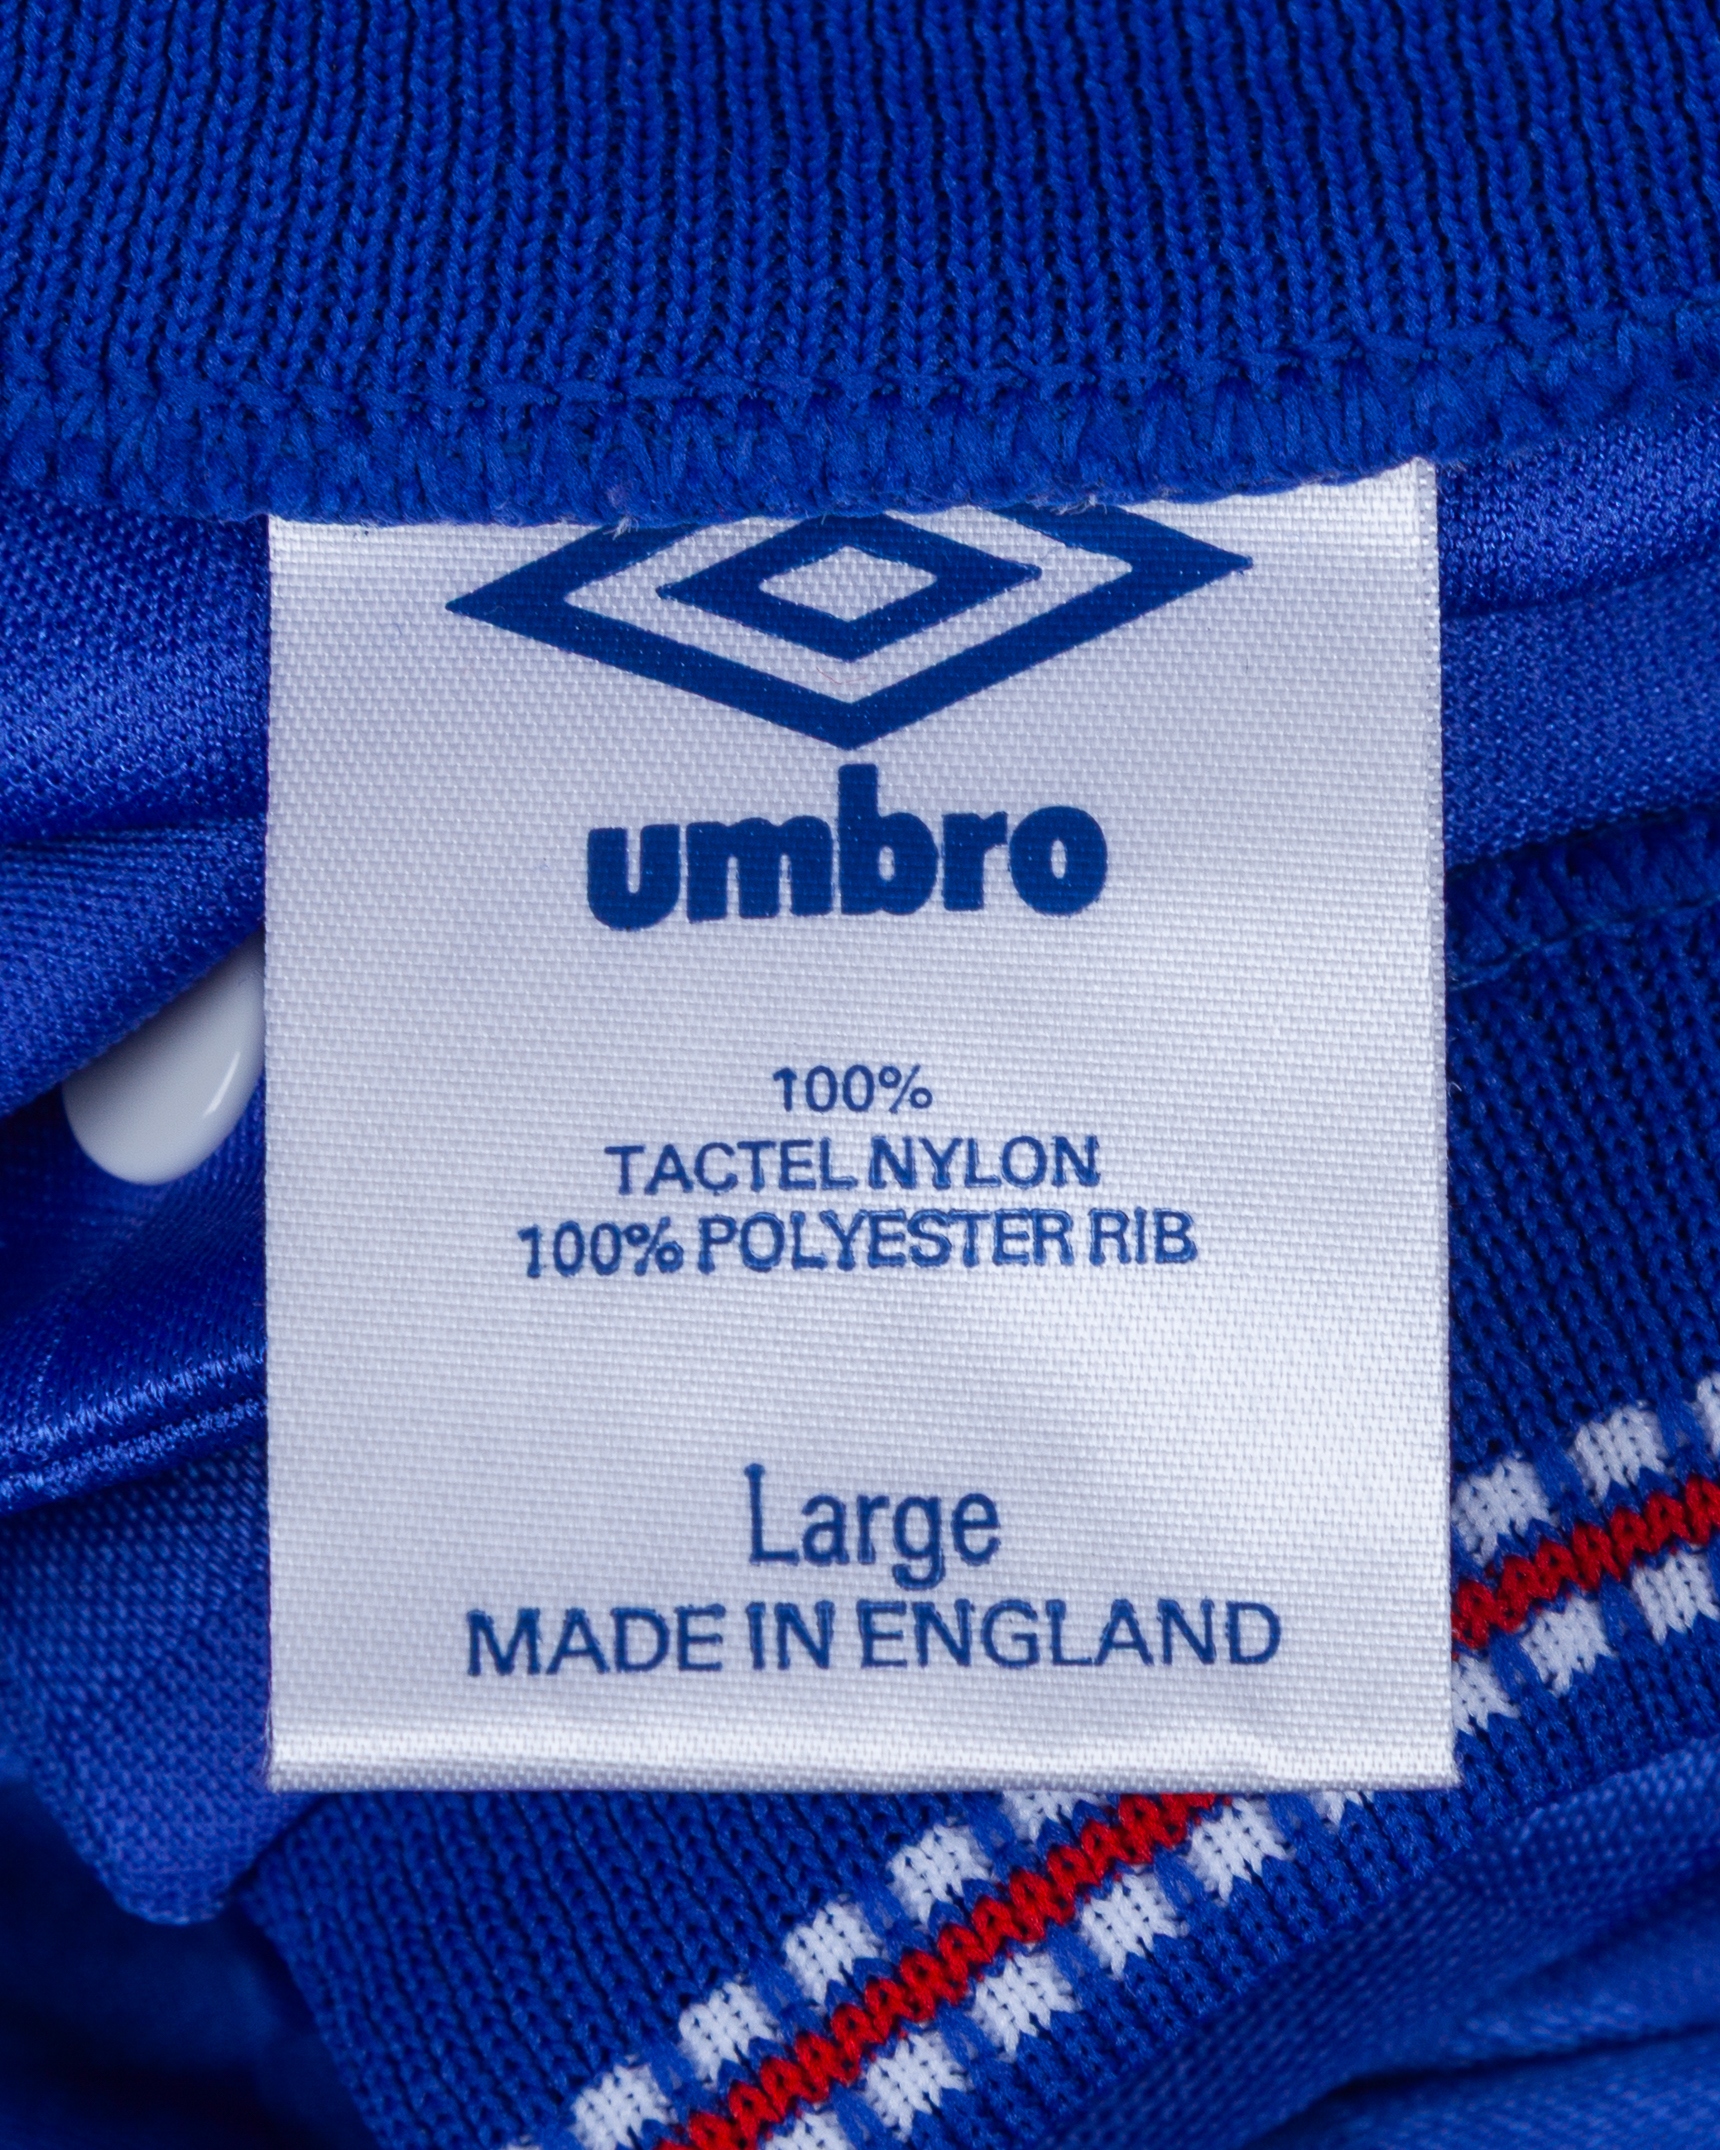 umbro
100%
TACTEL NYLON
100% POLYESTER RIB
Large
MADE IN ENGLAND